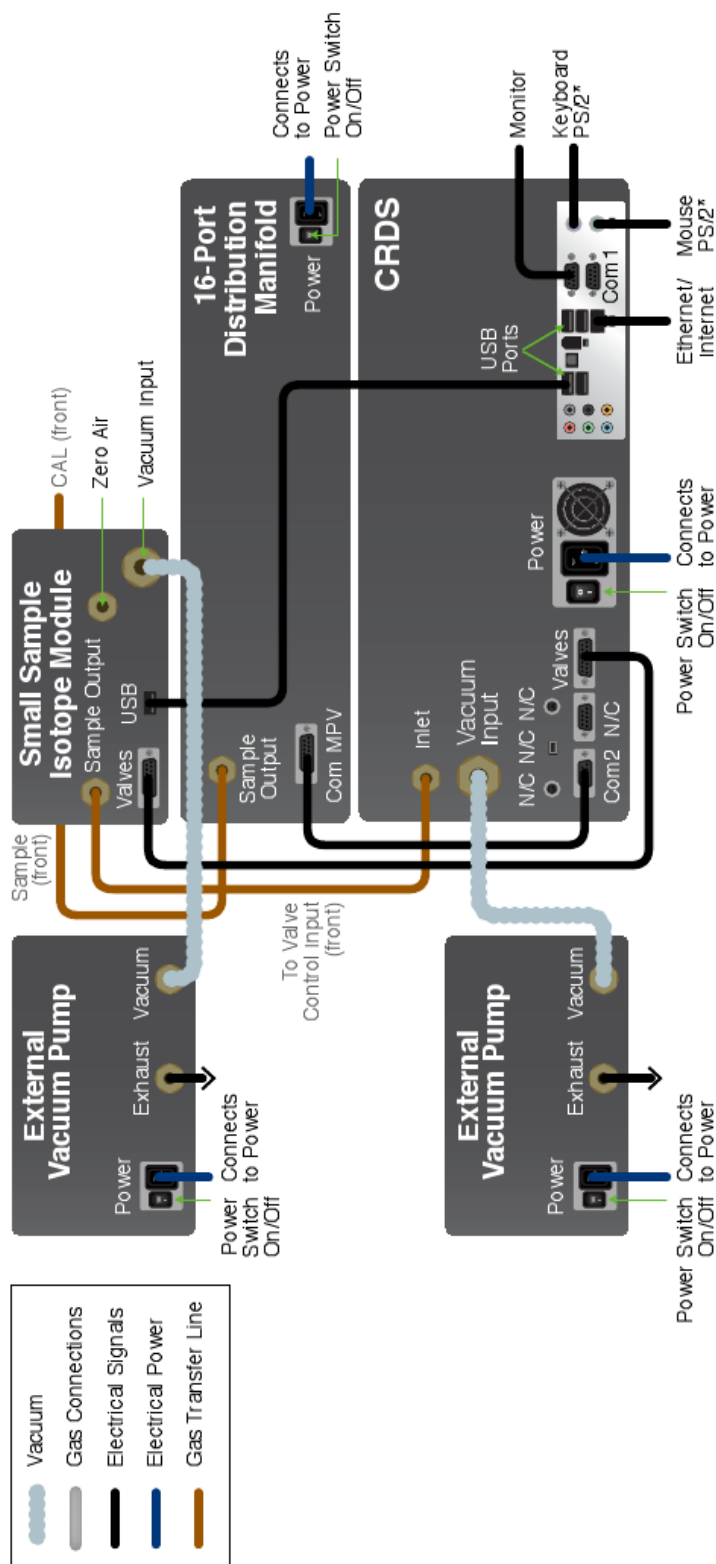 Vacuum
Gas Connections
Electrical Signals
Electrical Power
Gas Transfer Line
External
Vacuum Pump
Power
Exhaust
Vacuum
Power
Switch
On/Off
Connects
to Power
Sample
(front)
Small Sample
Isotope Module
Sample Output
Valves
USB
CAL (front)
Zero Air
Vacuum Input
16-Port
Distribution
Manifold
Sample
Output
Com MPV
Power
Connects
to Power
Power Switch
On/Off
To Valve
Control Input
(front)
External
Vacuum Pump
Power
Exhaust
Vacuum
Power Switch
On/Off
Connects
to Power
CRDS
Inlet
Vacuum
Input
N/C N/C N/C
Com2
N/C
Valves
Power
USB
Ports
Com1
Monitor
Keyboard
PS/2*
Power Switch
On/Off
Connects
to Power
Ethernet/
Internet
Mouse
PS/2*